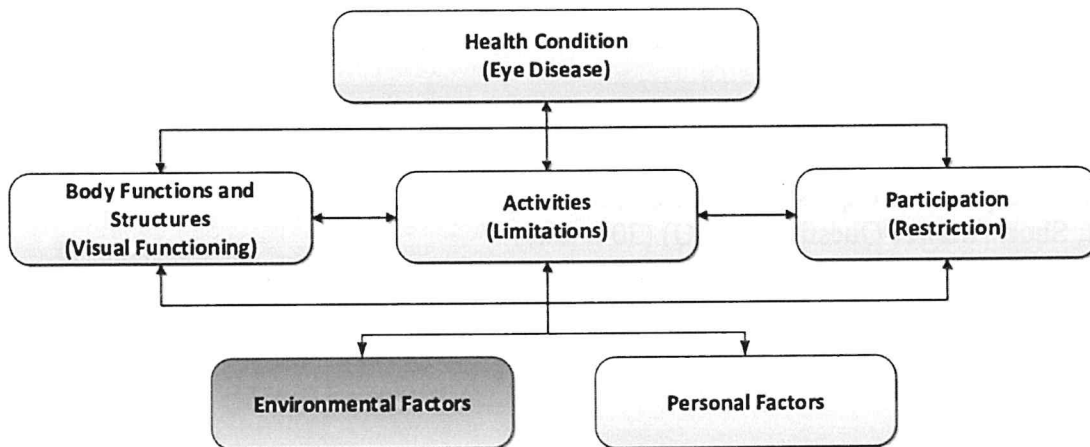 Health Condition
(Eye Disease)
Body Functions and
Structures
(Visual Functioning)
Activities
(Limitations)
Participation
(Restriction)
Environmental Factors
Personal Factors